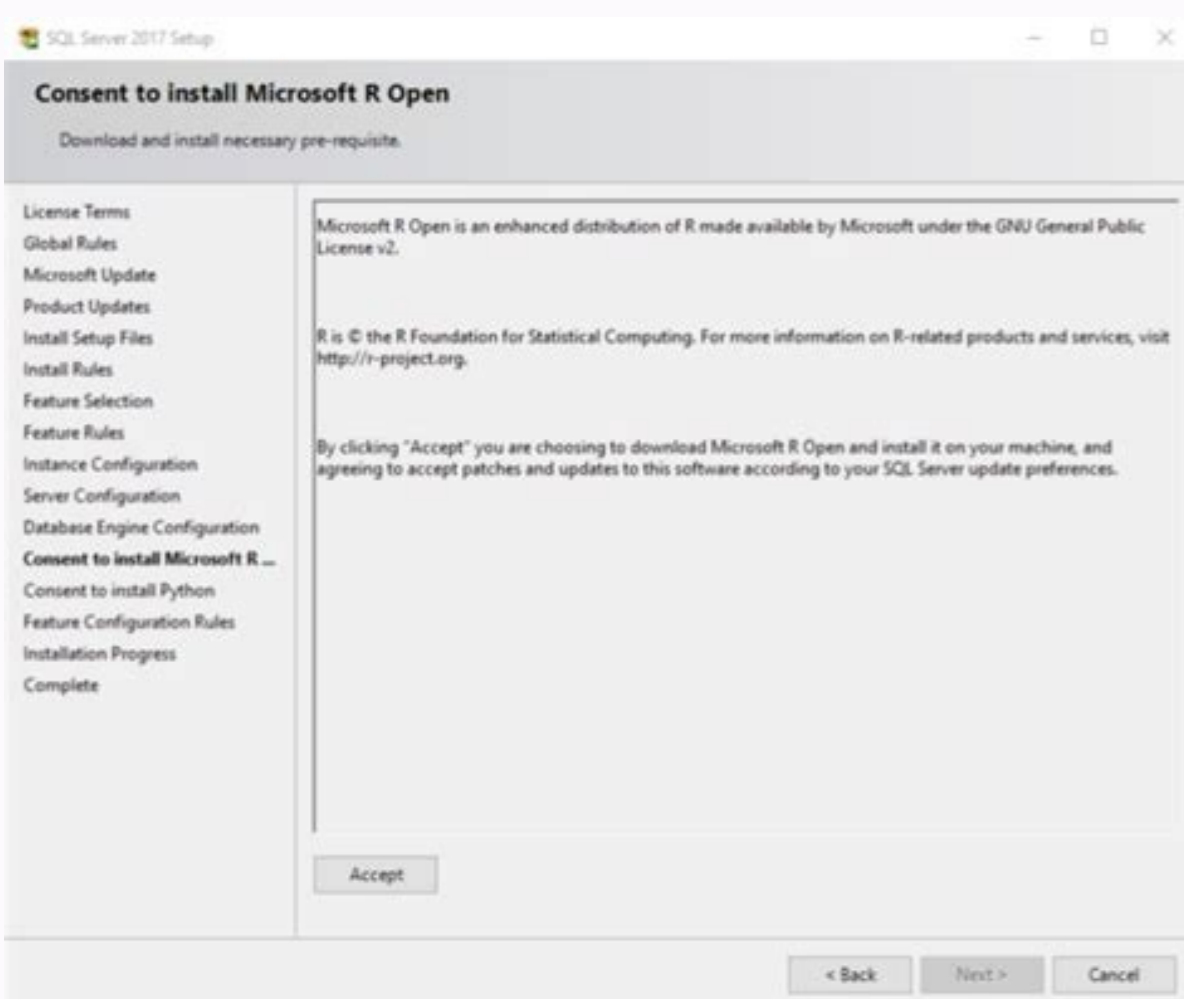 SQL Server 2017 Setup
Consent to install Microsoft R Open
Download and install necessary pre-requisite.
License Terms
Global Rules
Microsoft Update
Product Updates
Install Setup Files
Install Rules
Feature Selection
Feature Rules
Instance Configuration
Server Configuration
Database Engine Configuration
Consent to install Microsoft R ...
Consent to install Python
Feature Configuration Rules
Installation Progress
Complete
Microsoft R Open is an enhanced distribution of R made available by Microsoft under the GNU General Public
License v2.
R is © the R Foundation for Statistical Computing. For more information on R-related products and services, visit
http://r-project.org.
By clicking "Accept" you are choosing to download Microsoft R Open and install it on your machine, and
agreeing to accept patches and updates to this software according to your SQL Server update preferences.
Accept
< Back
Next >
Cancel